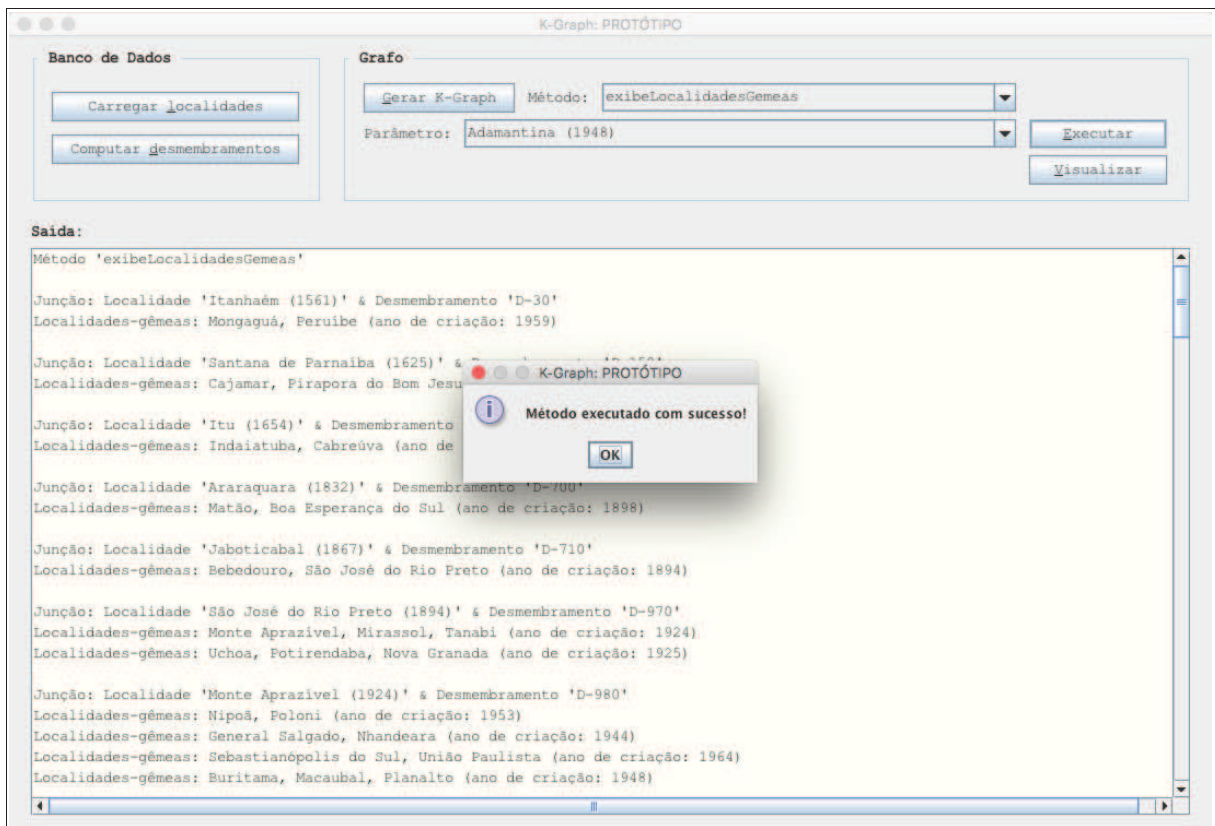 K-Graph: PROTÓTIPO
Banco de Dados
Carregar localidades
Computar desmembramentos
Grafo
Gerar K-Graph
Método: exibeLocalidadesGemeas
Parâmetro: Adamantina (1948)
Executar
Visualizar
Saída:
Método 'exibeLocalidadesGemeas'
Junção: Localidade 'Itanhaém (1561)' & Desmembramento 'D-30'
Localidades-gêmeas: Mongaguá, Peruíbe (ano de criação: 1959)
Junção: Localidade 'Santana de Parnaíba (1625)' &
Localidades-gêmeas: Cajamar, Pirapora do Bom
Junção: Localidade 'Itu (1654)' & Desmembramento
Localidades-gêmeas: Indaiatuba, Cabreúva (ano de
Junção: Localidade 'Araraquara (1832)' & Desmembramento 'D-700'
Localidades-gêmeas: Matão, Boa Esperança do Sul (ano de criação: 1898)
Junção: Localidade 'Jaboticabal (1867)' & Desmembramento 'D-710'
Localidades-gêmeas: Bebedouro, São José do Rio Preto (ano de criação: 1894)
Junção: Localidade 'São José do Rio Preto (1894)' & Desmembramento 'D-970'
Localidades-gêmeas: Monte Aprazível, Mirassol, Tanabi (ano de criação: 1924)
Localidades-gêmeas: Uchoa, Potirendaba, Nova Granada (ano de criação: 1925)
Junção: Localidade 'Monte Aprazível (1924)' & Desmembramento 'D-980'
Localidades-gêmeas: Nipoã, Poloni (ano de criação: 1953)
Localidades-gêmeas: General Salgado, Nhandeara (ano de criação: 1944)
Localidades-gêmeas: Sebastianópolis do Sul, União Paulista (ano de criação: 1964)
Localidades-gêmeas: Buritama, Macaubal, Planalto (ano de criação: 1948)
K-Graph: PROTÓTIPO
Método executado com sucesso!
OK